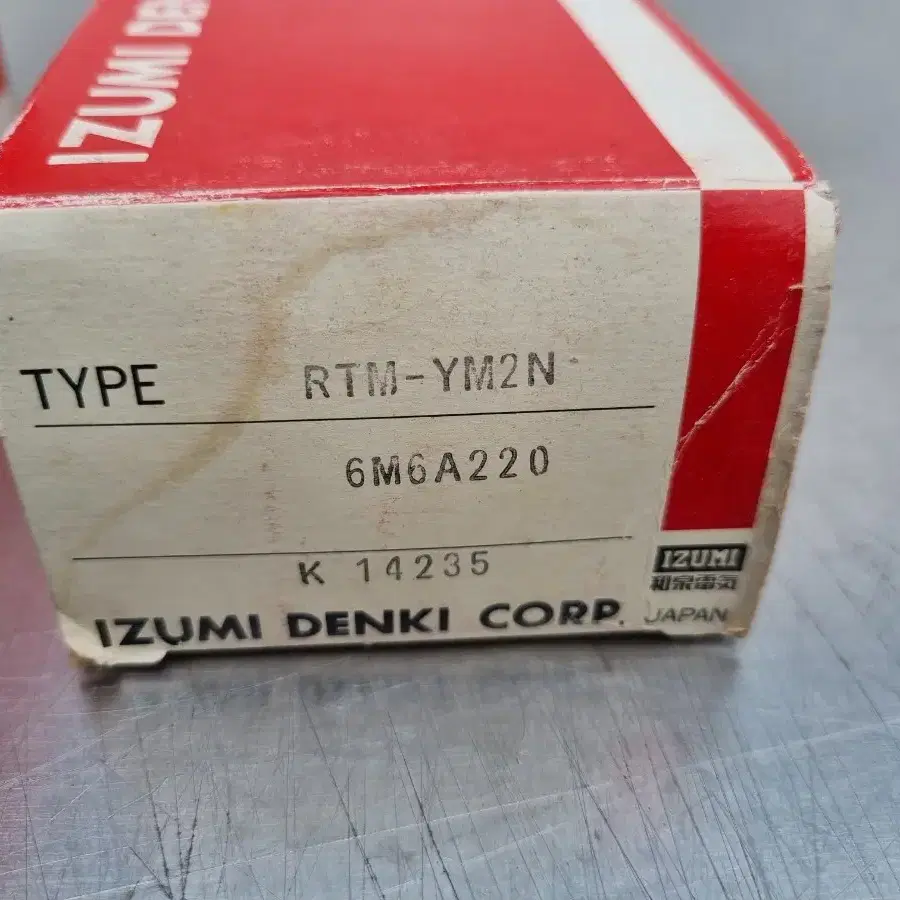 IZUMI DE
TYPE RTM-YM2N
6M6A220
K 14235
IZUMI
和泉電気
IZUMI DENKI CORP. JAPAN